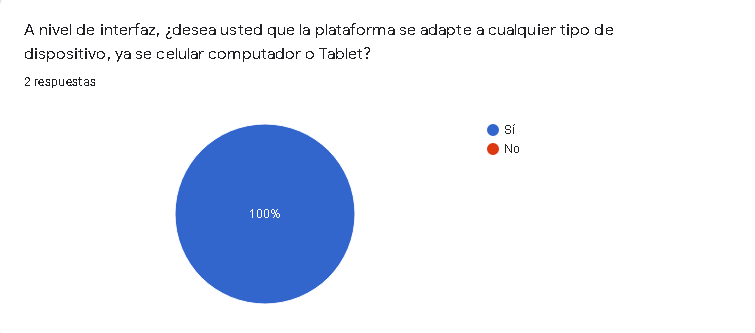 A nivel de interfaz, ¿desea usted que la plataforma se adapte a cualquier tipo de
dispositivo, ya se celular computador o Tablet?
2 respuestas
Sí
No
100%